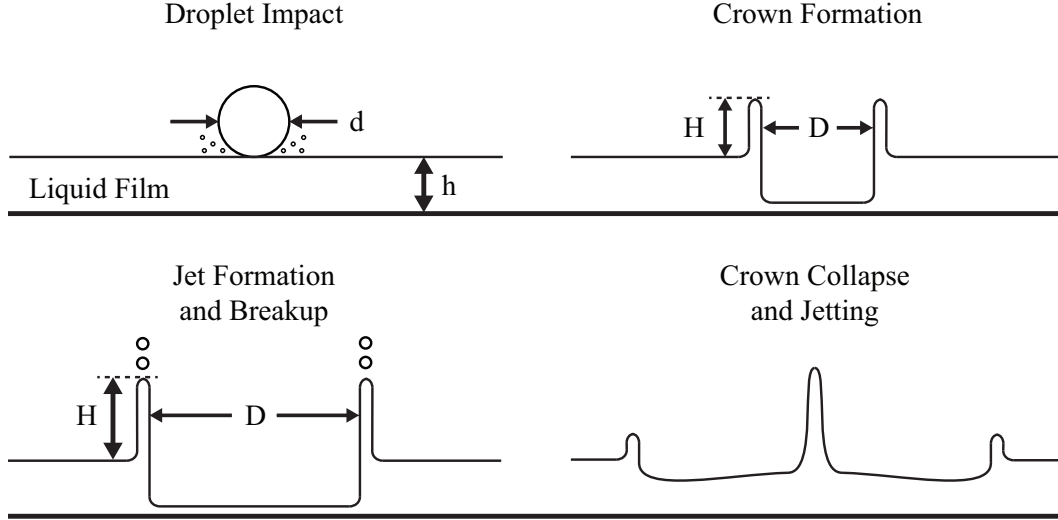 Droplet Impact
d
Liquid Film
h
Crown Formation
H
D
Jet Formation
and Breakup
H
D
Crown Collapse
and Jetting